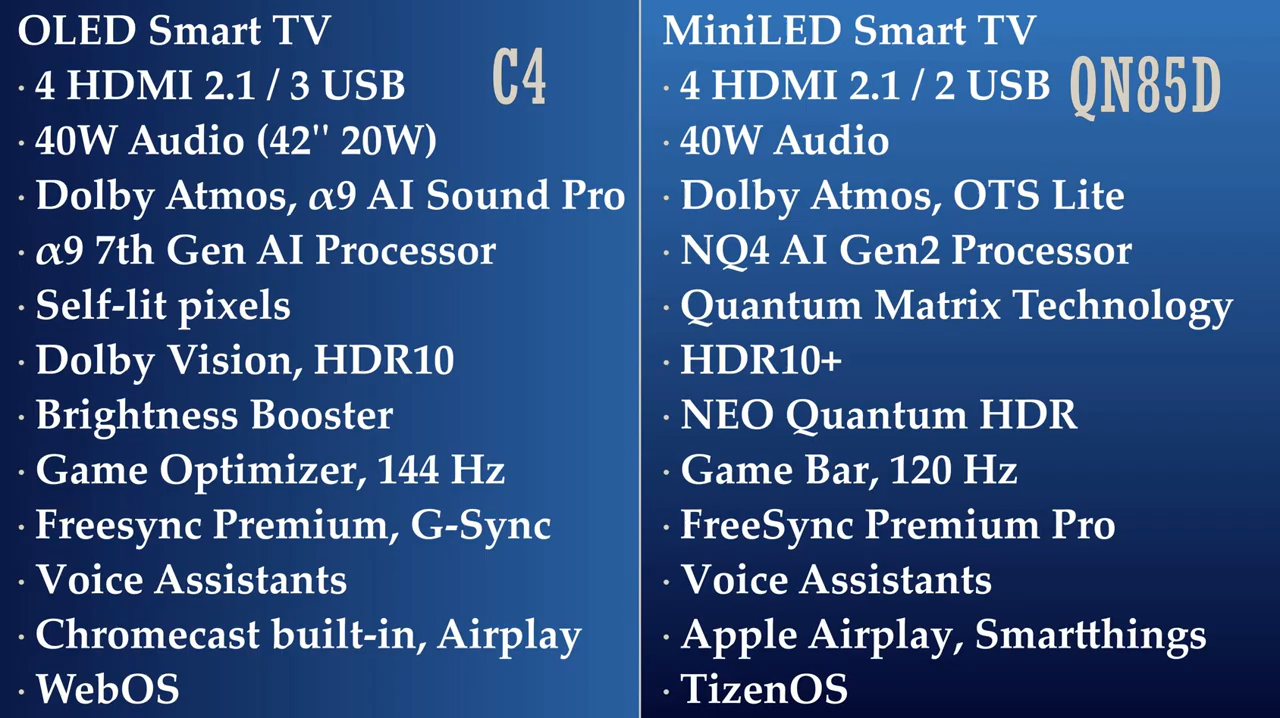 OLED Smart TV
C4
· 4 HDMI 2.1 / 3 USB
· 40W Audio (42'' 20W)
· Dolby Atmos, α9 AI Sound Pro
· α9 7th Gen AI Processor
· Self-lit pixels
· Dolby Vision, HDR10
· Brightness Booster
· Game Optimizer, 144 Hz
· Freesync Premium, G-Sync
· Voice Assistants
· Chromecast built-in, Airplay
· WebOS
MiniLED Smart TV
QN85D
· 4 HDMI 2.1 / 2 USB
· 40W Audio
· Dolby Atmos, OTS Lite
· NQ4 AI Gen2 Processor
· Quantum Matrix Technology
· HDR10+
· NEO Quantum HDR
· Game Bar, 120 Hz
· FreeSync Premium Pro
· Voice Assistants
· Apple Airplay, Smartthings
· TizenOS